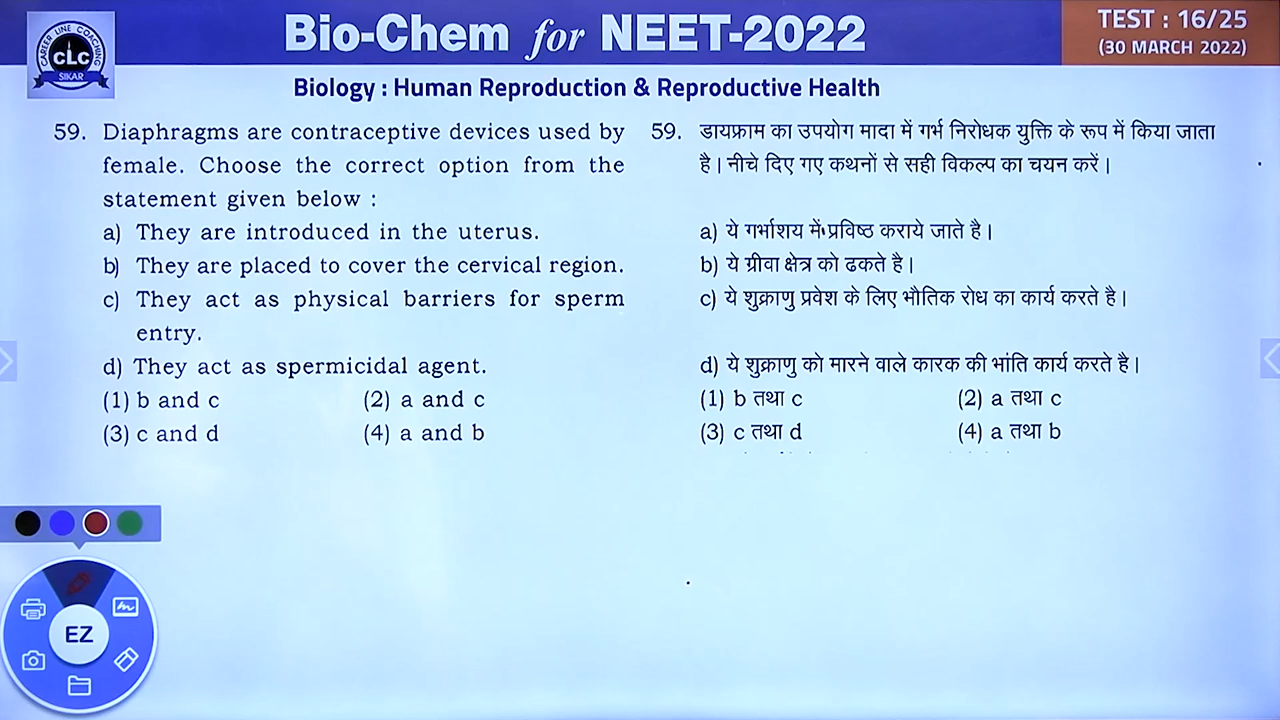 CAREER LINE COACHING
CLC
SIKAR
Bio-Chem for NEET-2022
TEST : 16/25
(30 MARCH 2022)
Biology : Human Reproduction & Reproductive Health
59. Diaphragms are contraceptive devices used by
female. Choose the correct option from the
statement given below :
a) They are introduced in the uterus.
b) They are placed to cover the cervical region.
c) They act as physical barriers for sperm
entry.
d) They act as spermicidal agent.
(1) b and c (2) a and c
(3) c and d (4) a and b
59. डायफ्राम का उपयोग मादा में गर्भ निरोधक युक्ति के रूप में किया जाता
है। नीचे दिए गए कथनों से सही विकल्प का चयन करें।
a) ये गर्भाशय में प्रविष्ठ कराये जाते है।
b) ये ग्रीवा क्षेत्र को ढकते है।
c) ये शुक्राणु प्रवेश के लिए भौतिक रोध का कार्य करते है।
d) ये शुक्राणु को मारने वाले कारक की भांति कार्य करते है।
(1) b तथा c (2) a तथा c
(3) c तथा d (4) a तथा b
EZ